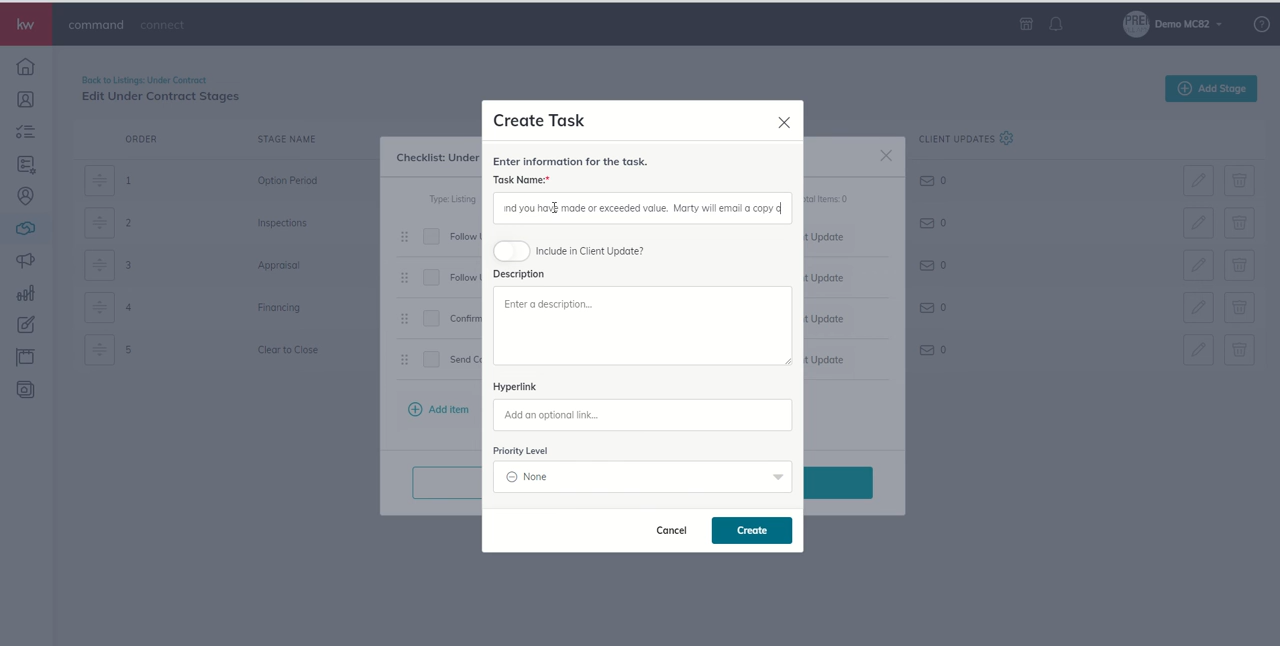 kw
command
connect
PRE
Demo MC82
Back to Listings: Under Contract
Edit Under Contract Stages
Add Stage
ORDER
STAGE NAME
CLIENT UPDATES
1
Option Period
0
2
Inspections
0
3
Appraisal
0
4
Financing
0
5
Clear to Close
0
Checklist: Under
Type: Listing
tal Items: 0
Follow
t Update
Follow
t Update
Confirm
t Update
Send Co
t Update
Add item
Create Task
Enter information for the task.
Task Name:*
nd you have made or exceeded value. Marty will email a copy o
Include in Client Update?
Description
Enter a description...
Hyperlink
Add an optional link...
Priority Level
None
Cancel
Create